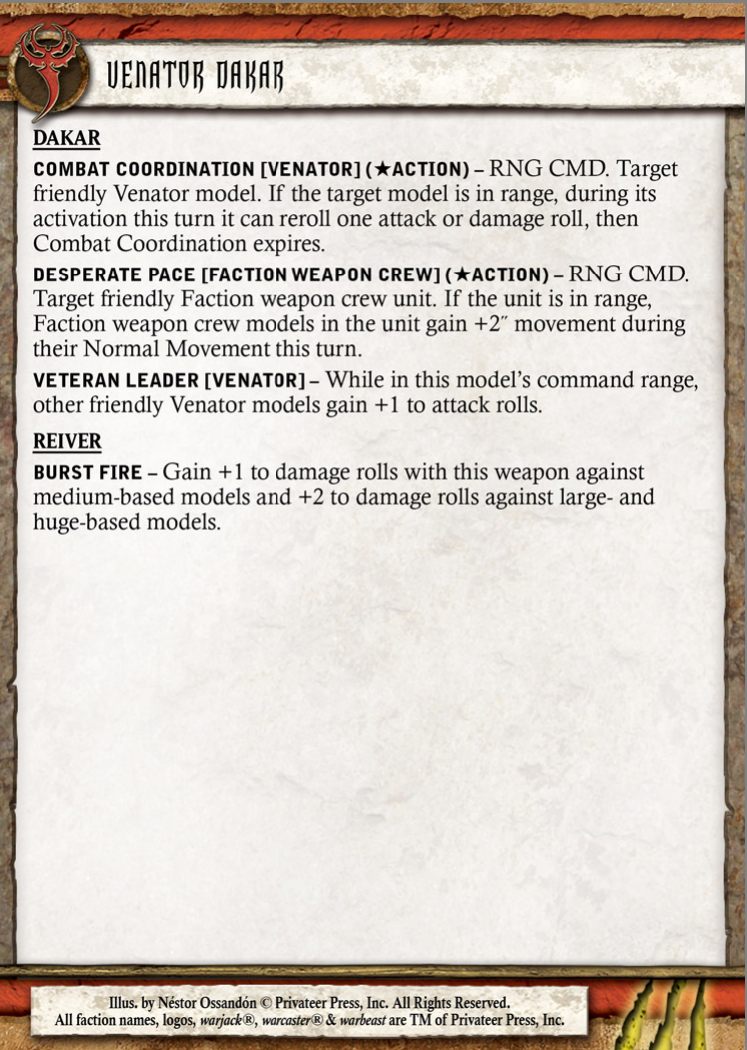 VENATOR DAKAR
DAKAR
COMBAT COORDINATION [VENATOR] (★ACTION) – RNG CMD. Target
friendly Venator model. If the target model is in range, during its
activation this turn it can reroll one attack or damage roll, then
Combat Coordination expires.
DESPERATE PACE [FACTION WEAPON CREW] (★ACTION) – RNG CMD.
Target friendly Faction weapon crew unit. If the unit is in range,
Faction weapon crew models in the unit gain +2″ movement during
their Normal Movement this turn.
VETERAN LEADER [VENATOR] – While in this model’s command range,
other friendly Venator models gain +1 to attack rolls.
REIVER
BURST FIRE – Gain +1 to damage rolls with this weapon against
medium-based models and +2 to damage rolls against large- and
huge-based models.
Illus. by Néstor Ossandón © Privateer Press, Inc. All Rights Reserved.
All faction names, logos, warjack®, warcaster® & warbeast are TM of Privateer Press, Inc.